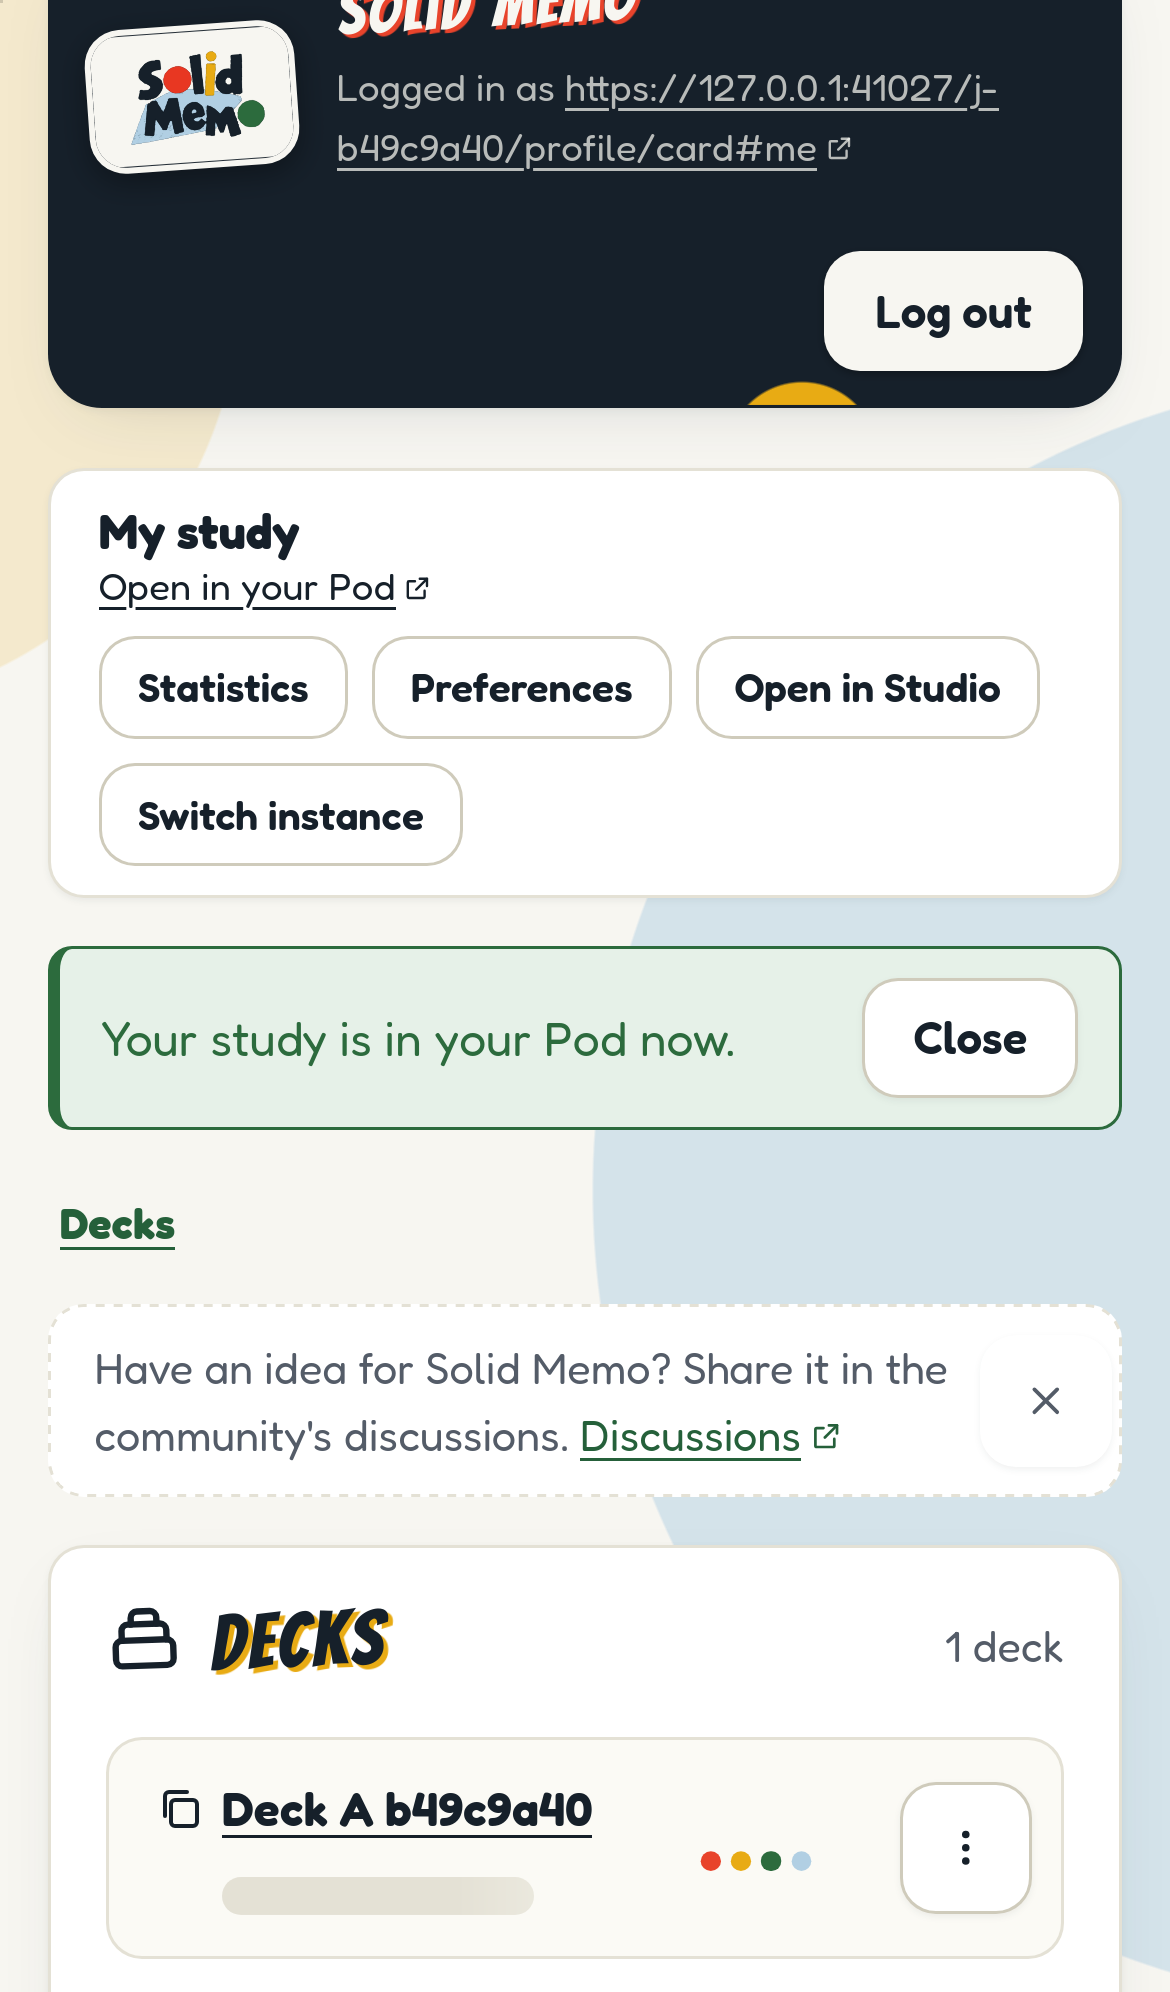 SOLID MEMO
Solid
Memo
Logged in as https://127.0.0.1:41027/j-
b49c9a40/profile/card#me
Log out
My study
Open in your Pod
Statistics
Preferences
Open in Studio
Switch instance
Your study is in your Pod now.
Close
Decks
Have an idea for Solid Memo? Share it in the
community's discussions. Discussions
DECKS
1 deck
Deck A b49c9a40